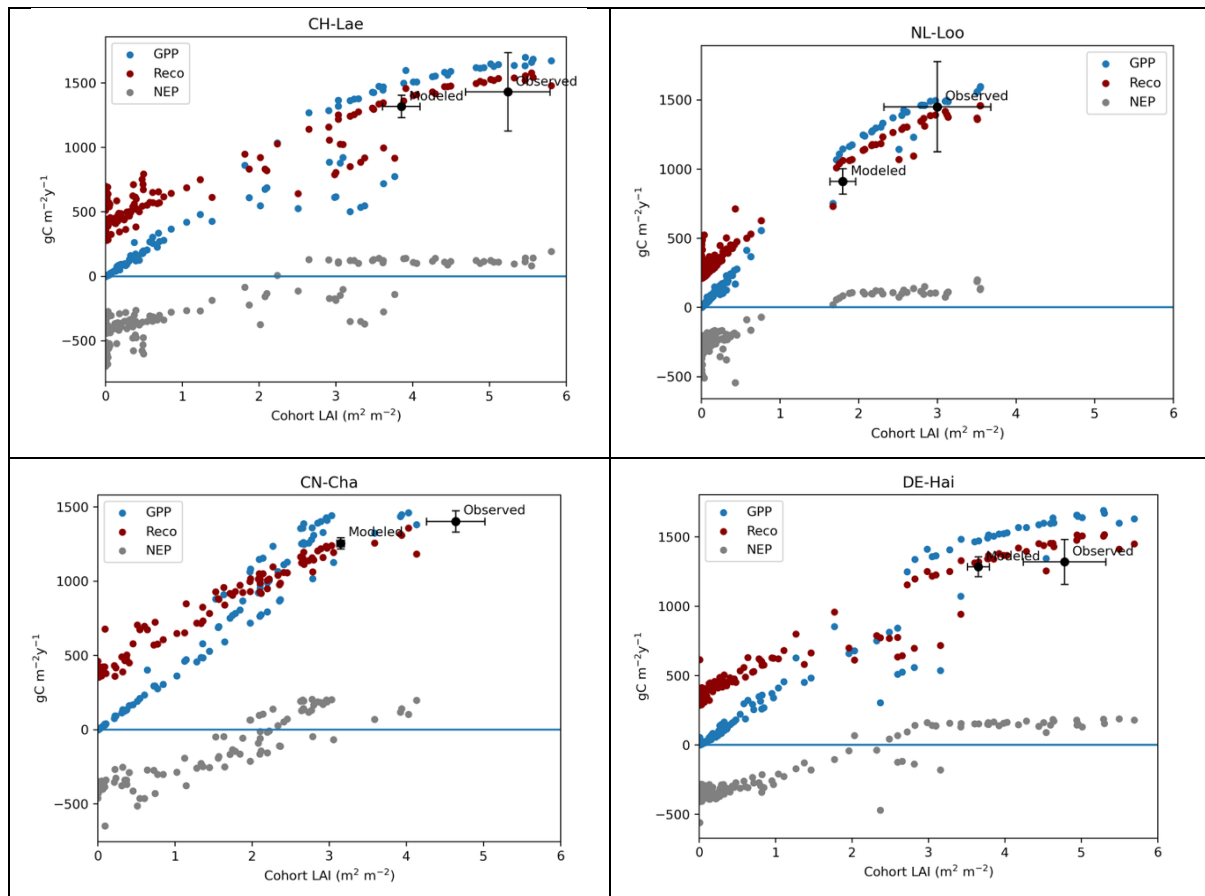 CH-Lae
GPP
Reco
NEP
Observed
Modeled
1500
1000
500
0
−500
gC m⁻²y⁻¹
0 1 2 3 4 5 6
Cohort LAI (m² m⁻²)
NL-Loo
GPP
Reco
NEP
Observed
Modeled
1500
1000
500
0
−500
gC m⁻²y⁻¹
0 1 2 3 4 5 6
Cohort LAI (m² m⁻²)
CN-Cha
GPP
Reco
NEP
Observed
Modeled
1500
1000
500
0
−500
gC m⁻²y⁻¹
0 1 2 3 4 5 6
Cohort LAI (m² m⁻²)
DE-Hai
GPP
Reco
NEP
Observed
Modeled
1500
1000
500
0
−500
gC m⁻²y⁻¹
0 1 2 3 4 5 6
Cohort LAI (m² m⁻²)